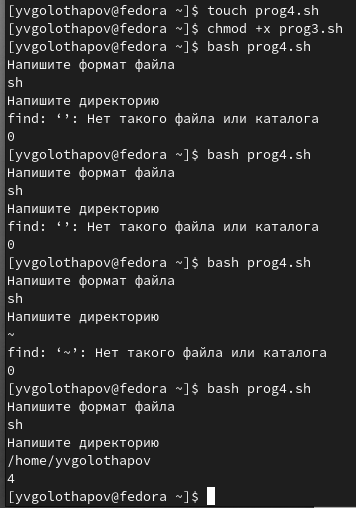 [yvgolothapov@fedora ~]$ touch prog4.sh
[yvgolothapov@fedora ~]$ chmod +x prog3.sh
[yvgolothapov@fedora ~]$ bash prog4.sh
Напишите формат файла
sh
Напишите директорию
find: ‘’: Нет такого файла или каталога
0
[yvgolothapov@fedora ~]$ bash prog4.sh
Напишите формат файла
sh
Напишите директорию
find: ‘’: Нет такого файла или каталога
0
[yvgolothapov@fedora ~]$ bash prog4.sh
Напишите формат файла
sh
Напишите директорию
~
find: ‘~’: Нет такого файла или каталога
0
[yvgolothapov@fedora ~]$ bash prog4.sh
Напишите формат файла
sh
Напишите директорию
/home/yvgolothapov
4
[yvgolothapov@fedora ~]$